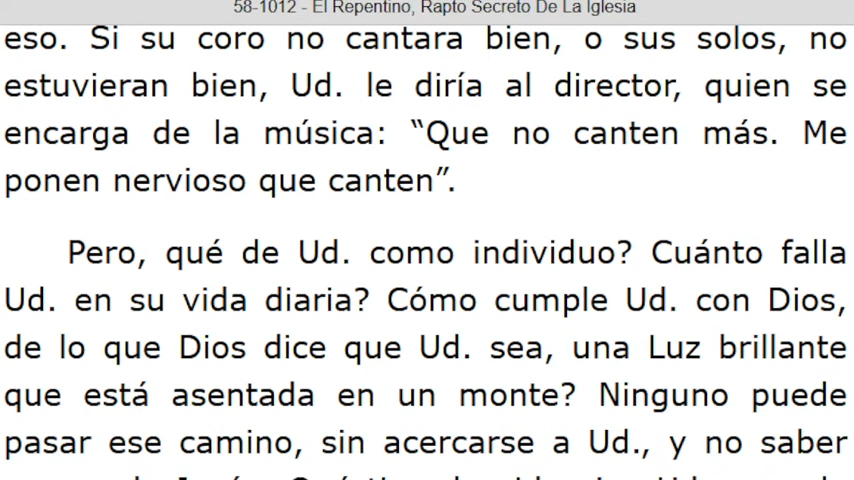 58-1012 - El Repentino, Rapto Secreto De La Iglesia
eso. Si su coro no cantara bien, o sus solos, no
estuvieran bien, Ud. le diría al director, quien se
encarga de la música: “Que no canten más. Me
ponen nervioso que canten”.
Pero, qué de Ud. como individuo? Cuánto falla
Ud. en su vida diaria? Cómo cumple Ud. con Dios,
de lo que Dios dice que Ud. sea, una Luz brillante
que está asentada en un monte? Ninguno puede
pasar ese camino, sin acercarse a Ud., y no saber